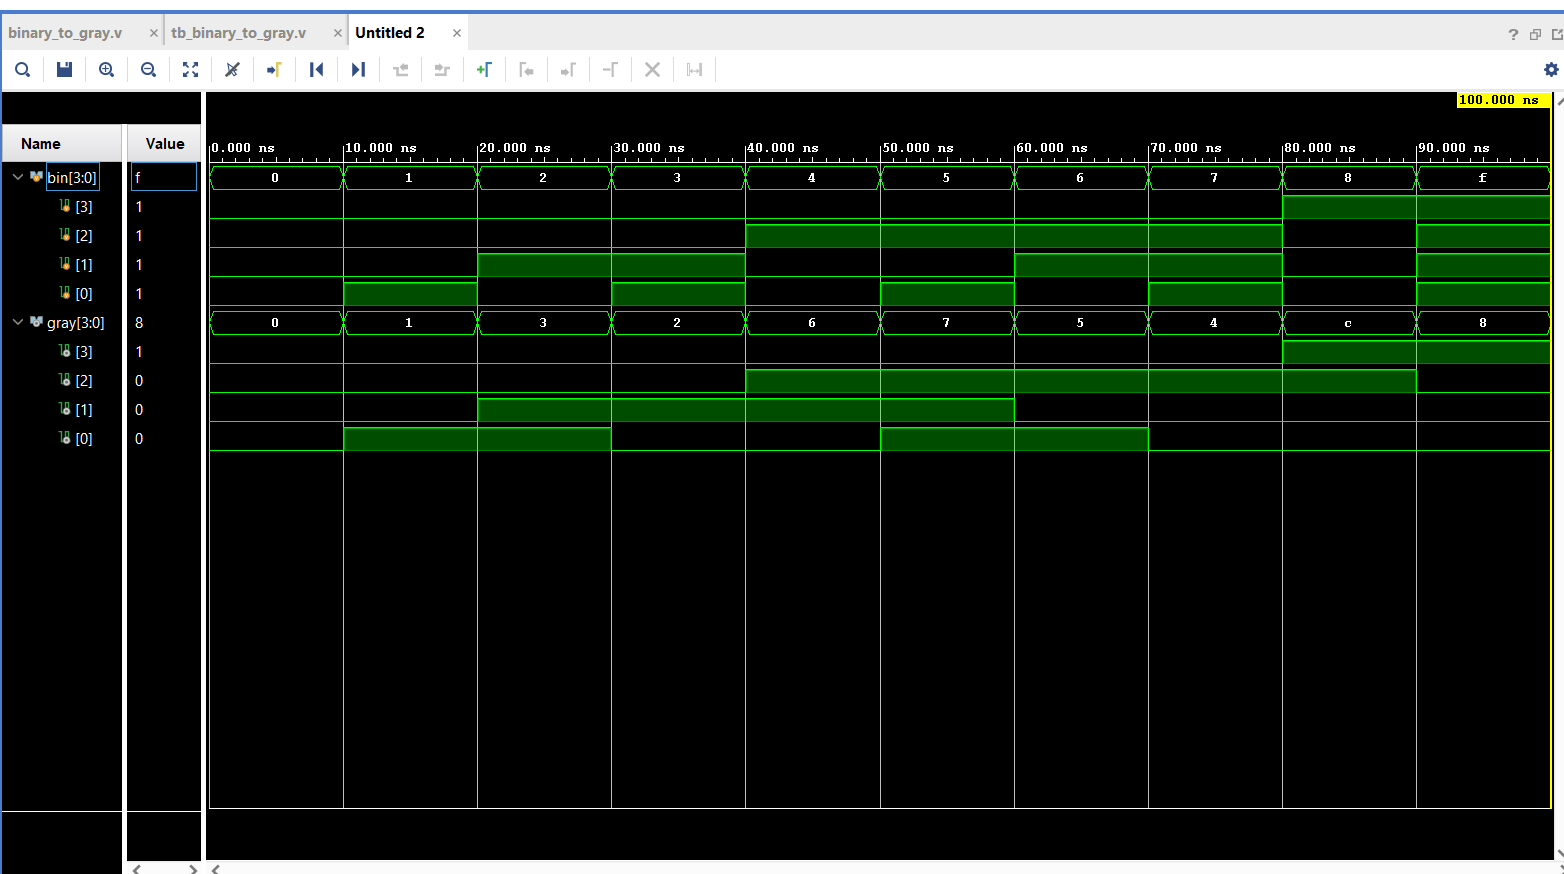 binary_to_gray.v × tb_binary_to_gray.v × Untitled 2 × ?
100.000 ns
Name Value
0.000 ns 10.000 ns 20.000 ns 30.000 ns 40.000 ns 50.000 ns 60.000 ns 70.000 ns 80.000 ns 90.000 ns
bin[3:0] f 0 1 2 3 4 5 6 7 8 f
[3] 1
[2] 1
[1] 1
[0] 1
gray[3:0] 8 0 1 3 2 6 7 5 4 c 8
[3] 1
[2] 0
[1] 0
[0] 0